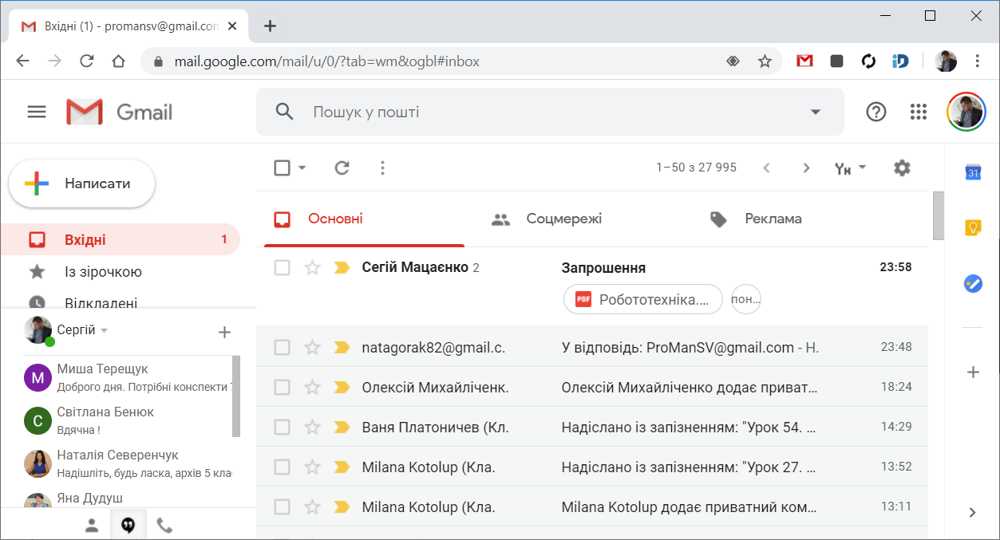 Вхідні (1) - promansv@gmail.con
mail.google.com/mail/u/0/?tab=wm&ogbl#inbox
Gmail
Пошук у пошті
Написати
1–50 з 27 995
Ук
31
Основні
Соцмережі
Реклама
Вхідні 1
Із зірочкою
Відкладені
Сегій Мацаєнко 2 Запрошення 23:58
PDF Робототехніка.... пон...
Сергій
M Миша Терещук
Доброго дня. Потрібні конспекти 7
С Світлана Бенюк
Вдячна !
Наталія Северенчук
Надішліть, будь ласка, архів 5 кла
Яна Дудуш
natagorak82@gmail.c. У відповідь: ProManSV@gmail.com - Н. 23:48
Олексій Михайліченк. Олексій Михайліченко додає приват... 18:24
Ваня Платоничев (Кл. Надіслано із запізненням: "Урок 54. ... 14:29
Milana Kotolup (Кла. Надіслано із запізненням: "Урок 27. ... 13:52
Milana Kotolup (Кла. Milana Kotolup додає приватний ком... 13:11